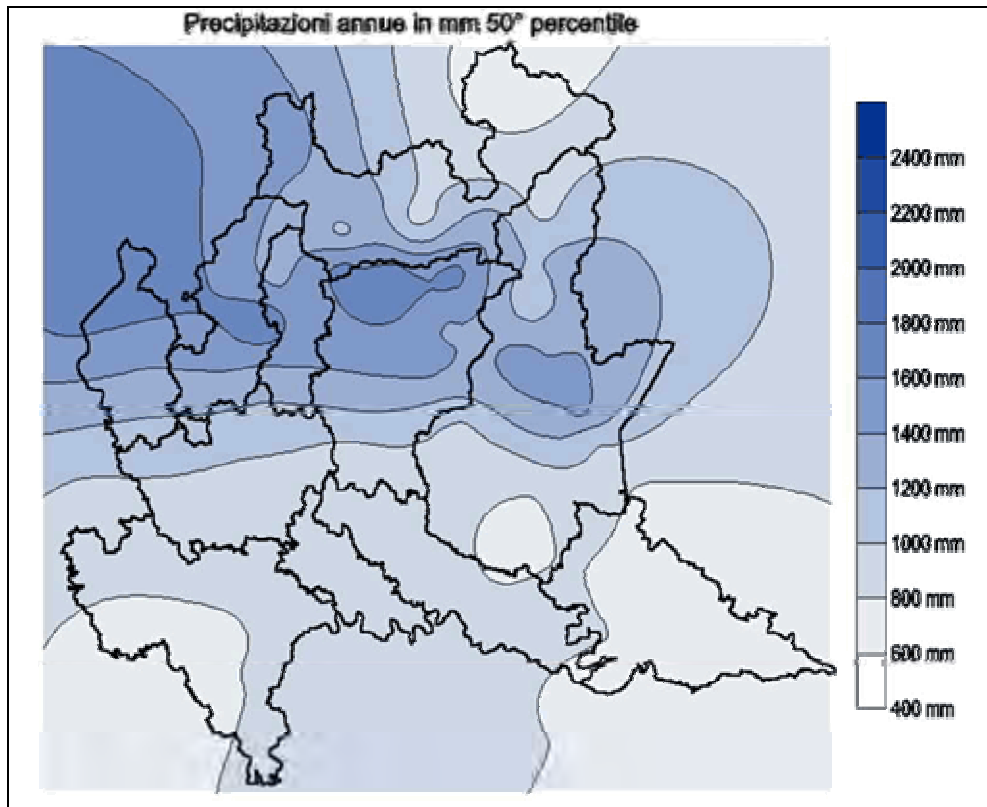 Precipitazioni annue in mm 50° percentile
2400 mm
2200 mm
2000 mm
1800 mm
1600 mm
1400 mm
1200 mm
1000 mm
800 mm
600 mm
400 mm